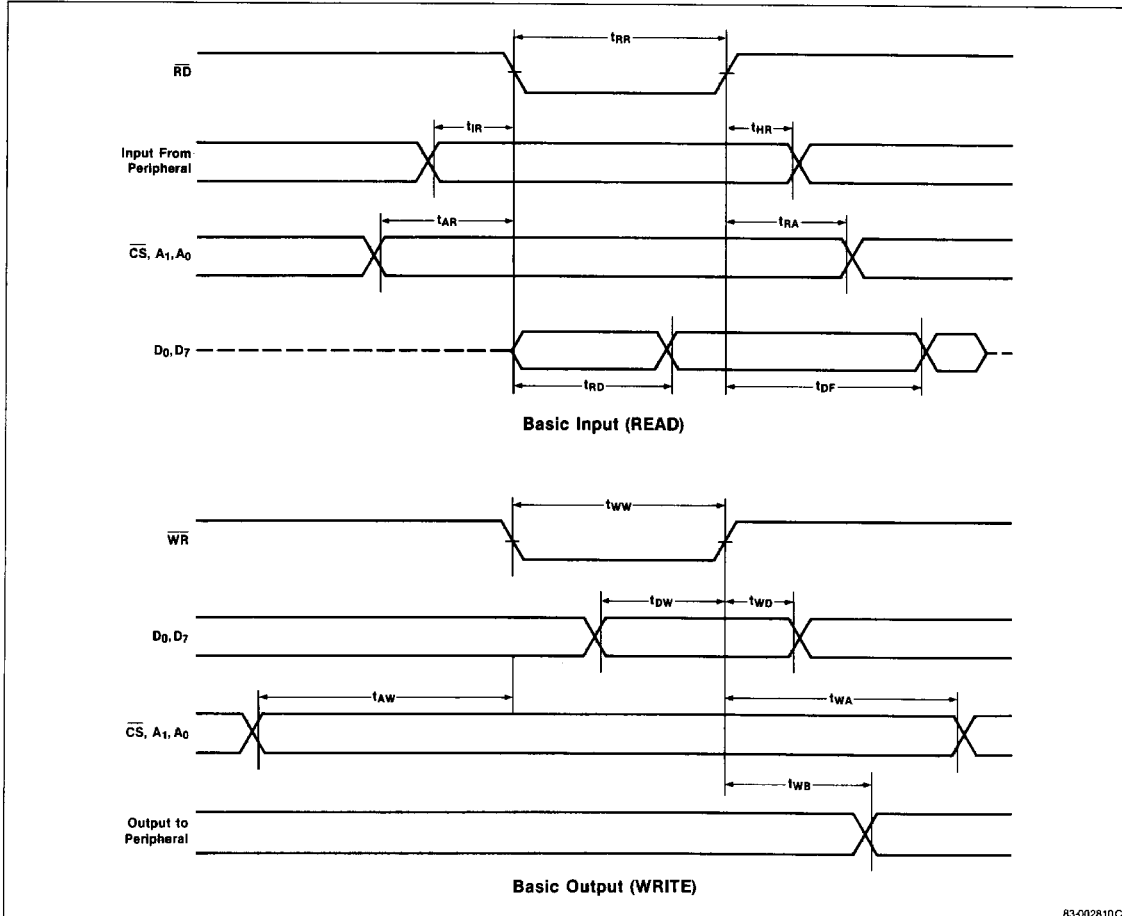 tRR
RD
tIR
tHR
Input From
Peripheral
tAR
tRA
CS, A1, A0
D0, D7
tRD
tDF
Basic Input (READ)
tWW
WR
tDW
tWD
D0, D7
tAW
tWA
CS, A1, A0
tWB
Output to
Peripheral
Basic Output (WRITE)
83-002810C